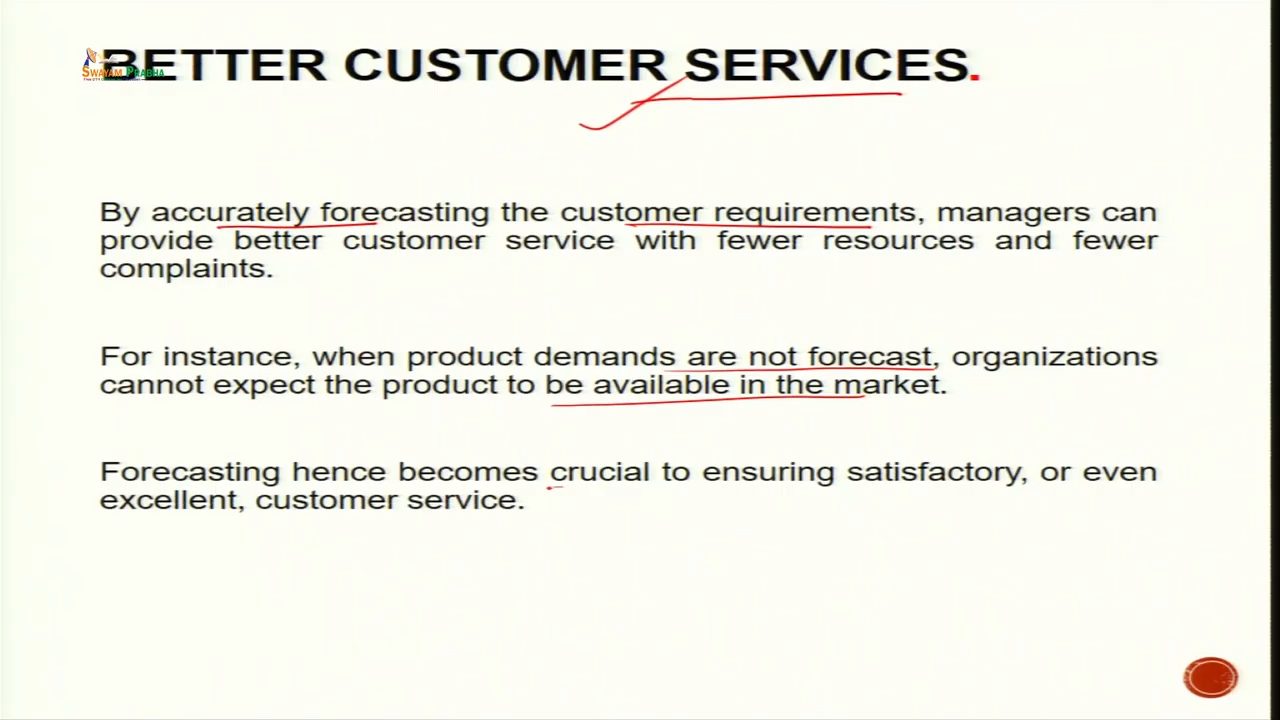 BETTER CUSTOMER SERVICES.
SWAYAM PRABHA
By accurately forecasting the customer requirements, managers can
provide better customer service with fewer resources and fewer
complaints.
For instance, when product demands are not forecast, organizations
cannot expect the product to be available in the market.
Forecasting hence becomes crucial to ensuring satisfactory, or even
excellent, customer service.